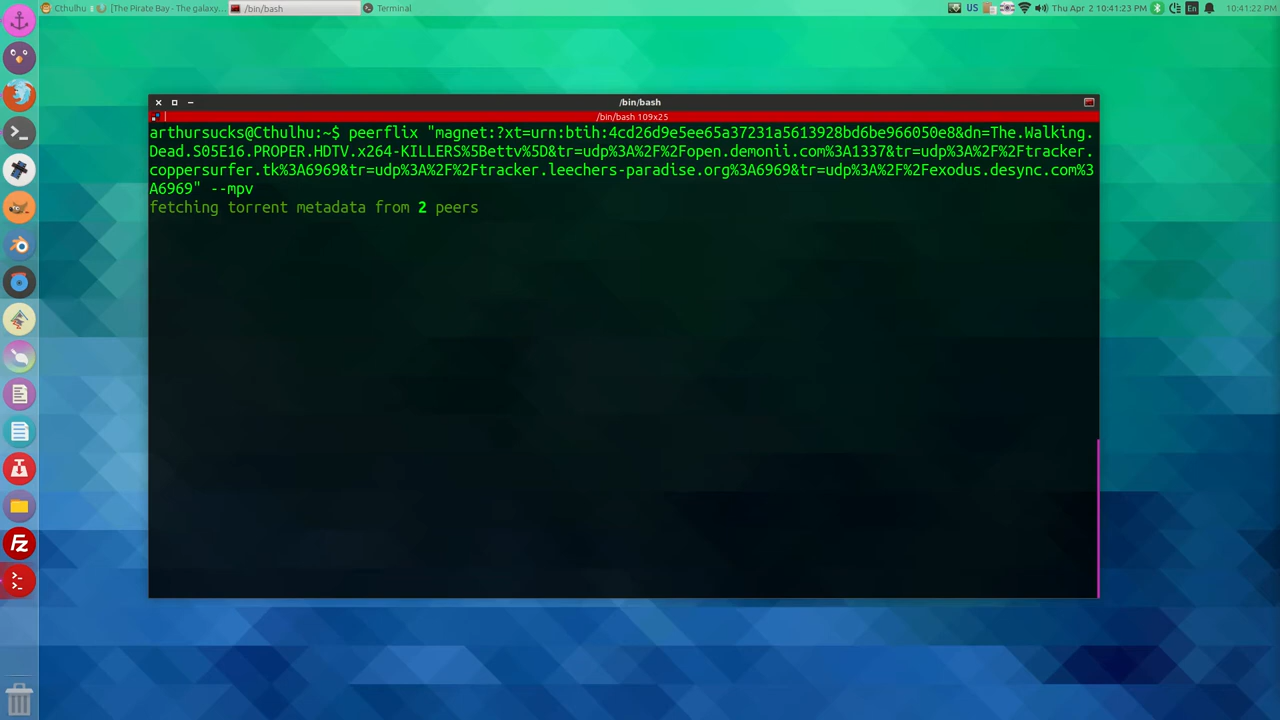 Cthulhu
[The Pirate Bay - The galaxy...
/bin/bash
Terminal
US
Thu Apr 2 10:41:23 PM
En
10:41:22 PM
/bin/bash
/bin/bash 109x25
arthursucks@Cthulhu:~$ peerflix "magnet:?xt=urn:btih:4cd26d9e5ee65a37231a5613928bd6be966050e8&dn=The.Walking.
Dead.S05E16.PROPER.HDTV.x264-KILLERS%5Bettv%5D&tr=udp%3A%2F%2Fopen.demonii.com%3A1337&tr=udp%3A%2F%2Ftracker.
coppersurfer.tk%3A6969&tr=udp%3A%2F%2Ftracker.leechers-paradise.org%3A6969&tr=udp%3A%2F%2Fexodus.desync.com%3
A6969" --mpv
fetching torrent metadata from 2 peers
Fz